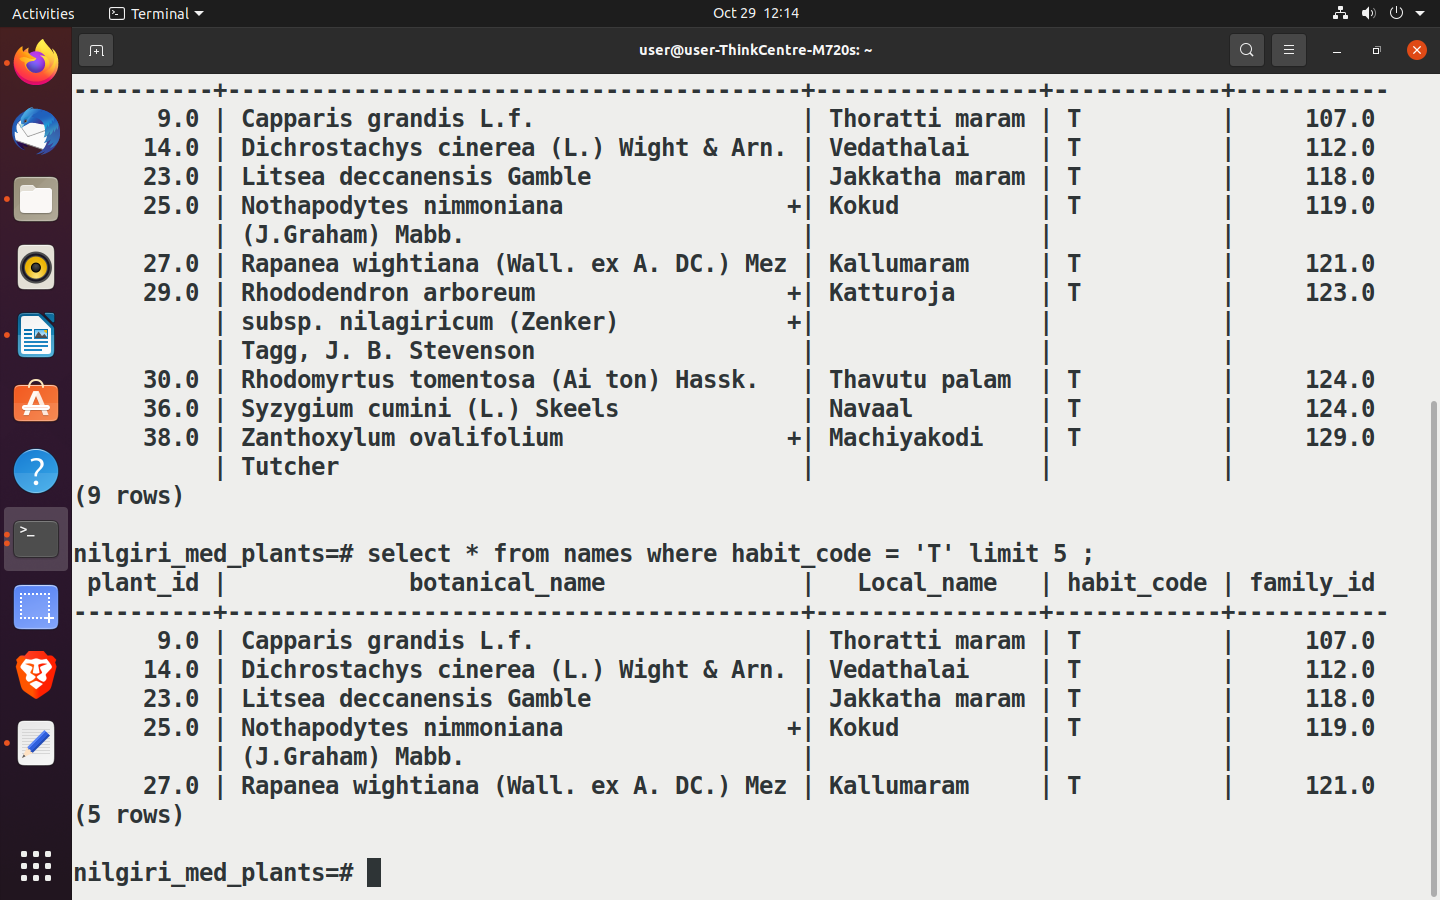 Activities Terminal Oct 29 12:14
user@user-ThinkCentre-M720s: ~
----------+-----------------------------------------+----------------+------------+-----------
      9.0 | Capparis grandis L.f.                   | Thoratti maram | T          |     107.0
     14.0 | Dichrostachys cinerea (L.) Wight & Arn. | Vedathalai     | T          |     112.0
     23.0 | Litsea deccanensis Gamble               | Jakkatha maram | T          |     118.0
     25.0 | Nothapodytes nimmoniana                +| Kokud          | T          |     119.0
          | (J.Graham) Mabb.                        |                |            |
     27.0 | Rapanea wightiana (Wall. ex A. DC.) Mez | Kallumaram     | T          |     121.0
     29.0 | Rhododendron arboreum                  +| Katturoja      | T          |     123.0
          | subsp. nilagiricum (Zenker)            +|                |            |
          | Tagg, J. B. Stevenson                   |                |            |
     30.0 | Rhodomyrtus tomentosa (Ai ton) Hassk.   | Thavutu palam  | T          |     124.0
     36.0 | Syzygium cumini (L.) Skeels             | Navaal         | T          |     124.0
     38.0 | Zanthoxylum ovalifolium                +| Machiyakodi    | T          |     129.0
          | Tutcher                                 |                |            |
(9 rows)
nilgiri_med_plants=# select * from names where habit_code = 'T' limit 5 ;
 plant_id |             botanical_name              |   Local_name   | habit_code | family_id
----------+-----------------------------------------+----------------+------------+-----------
      9.0 | Capparis grandis L.f.                   | Thoratti maram | T          |     107.0
     14.0 | Dichrostachys cinerea (L.) Wight & Arn. | Vedathalai     | T          |     112.0
     23.0 | Litsea deccanensis Gamble               | Jakkatha maram | T          |     118.0
     25.0 | Nothapodytes nimmoniana                +| Kokud          | T          |     119.0
          | (J.Graham) Mabb.                        |                |            |
     27.0 | Rapanea wightiana (Wall. ex A. DC.) Mez | Kallumaram     | T          |     121.0
(5 rows)
nilgiri_med_plants=#